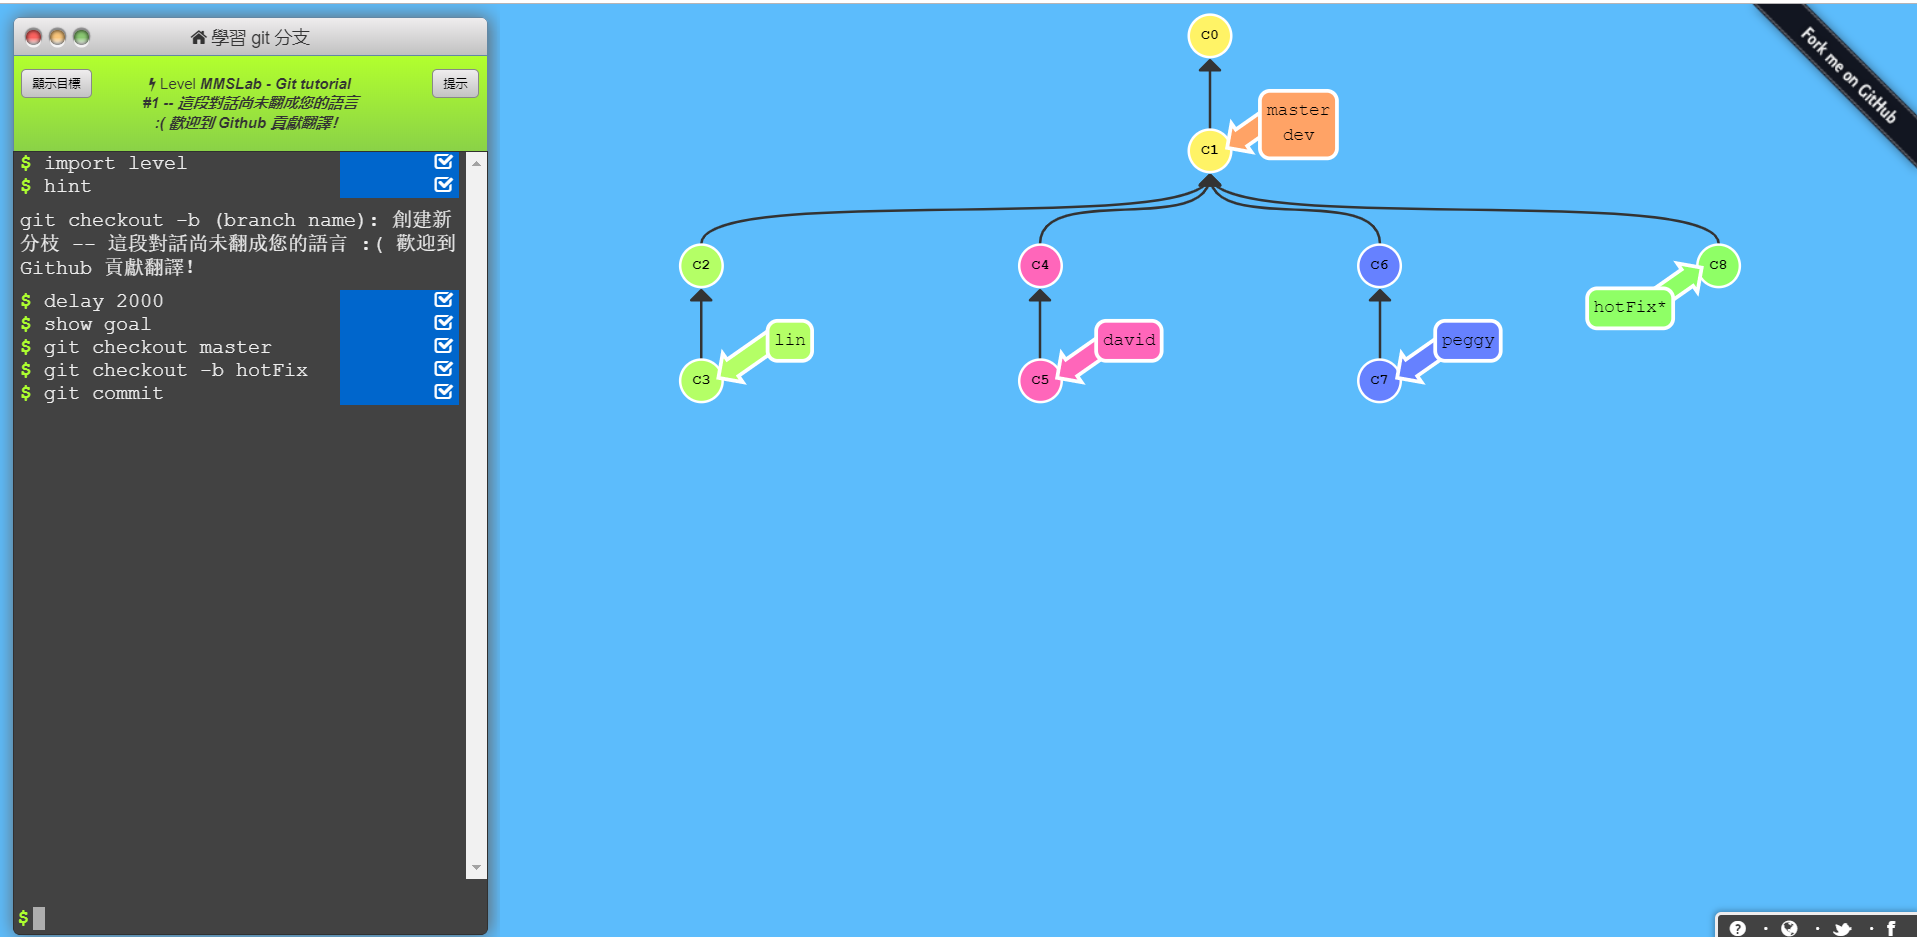 學習 git 分支
顯示目標
Level MMSLab - Git tutorial
#1 -- 這段對話尚未翻成您的語言
:( 歡迎到 Github 貢獻翻譯！
提示
$ import level
$ hint
git checkout -b (branch name): 創建新
分枝 -- 這段對話尚未翻成您的語言 :( 歡迎到
Github 貢獻翻譯！
$ delay 2000
$ show goal
$ git checkout master
$ git checkout -b hotFix
$ git commit
$
Fork me on GitHub
C0
master
dev
C1
C2
C4
C6
C8
hotFix*
lin
david
peggy
C3
C5
C7